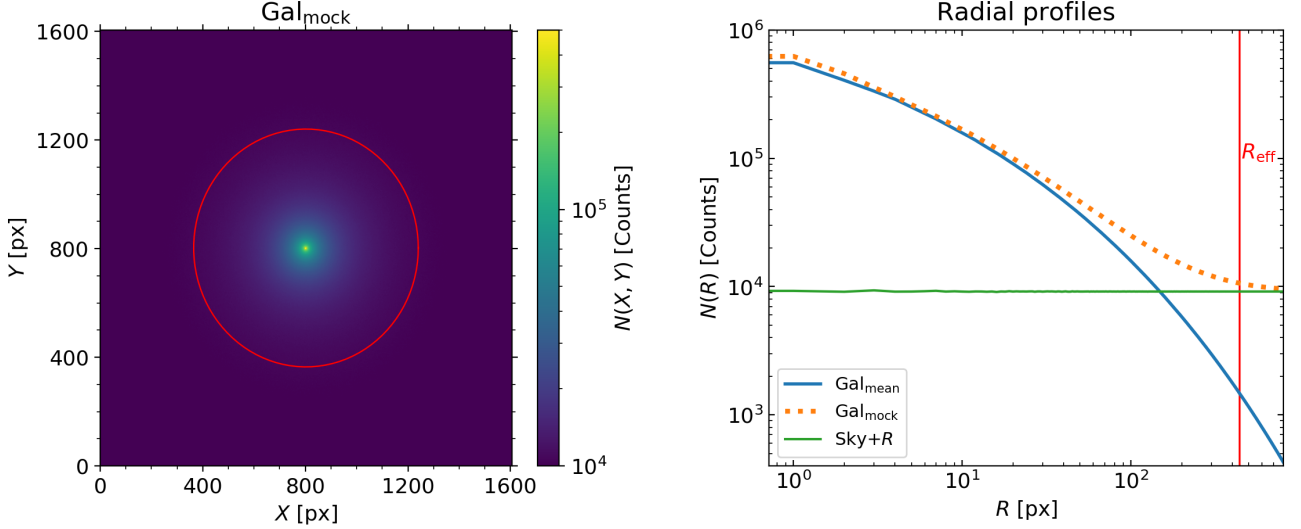 Gal_mock
1600
1200
800
400
0
0 400 800 1200 1600
Y [px]
X [px]
10^5
10^4
N(X, Y) [Counts]
Radial profiles
10^6
10^5
10^4
10^3
10^0 10^1 10^2
N(R) [Counts]
R [px]
R_eff
Gal_mean
Gal_mock
Sky+R